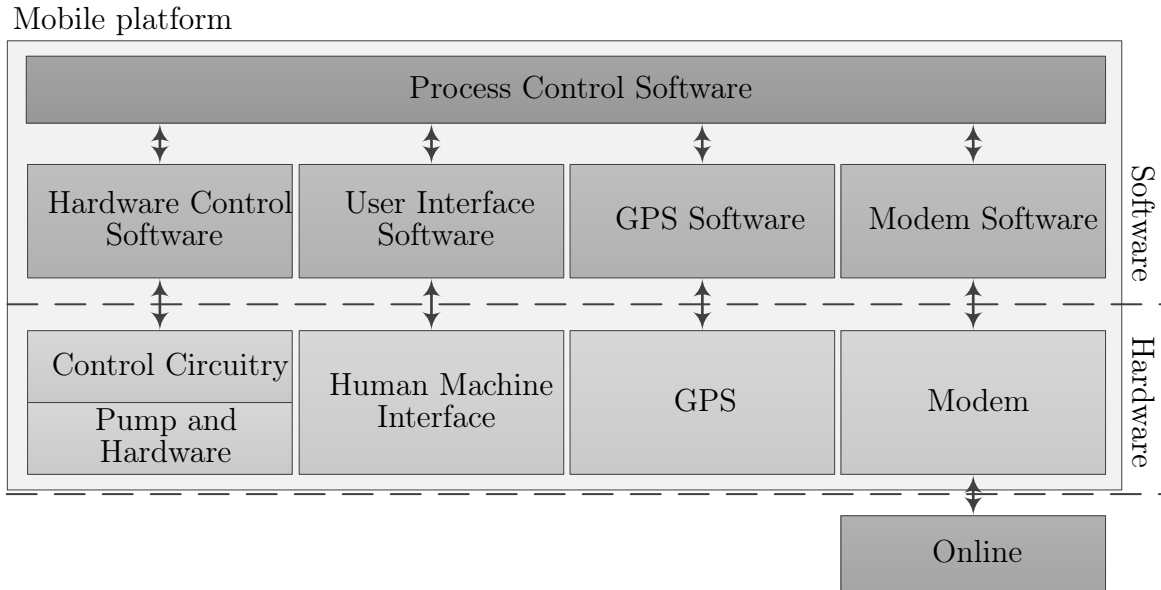 Mobile platform
Process Control Software
Hardware Control
Software
User Interface
Software
GPS Software
Modem Software
Software
Control Circuitry
Pump and
Hardware
Human Machine
Interface
GPS
Modem
Hardware
Online